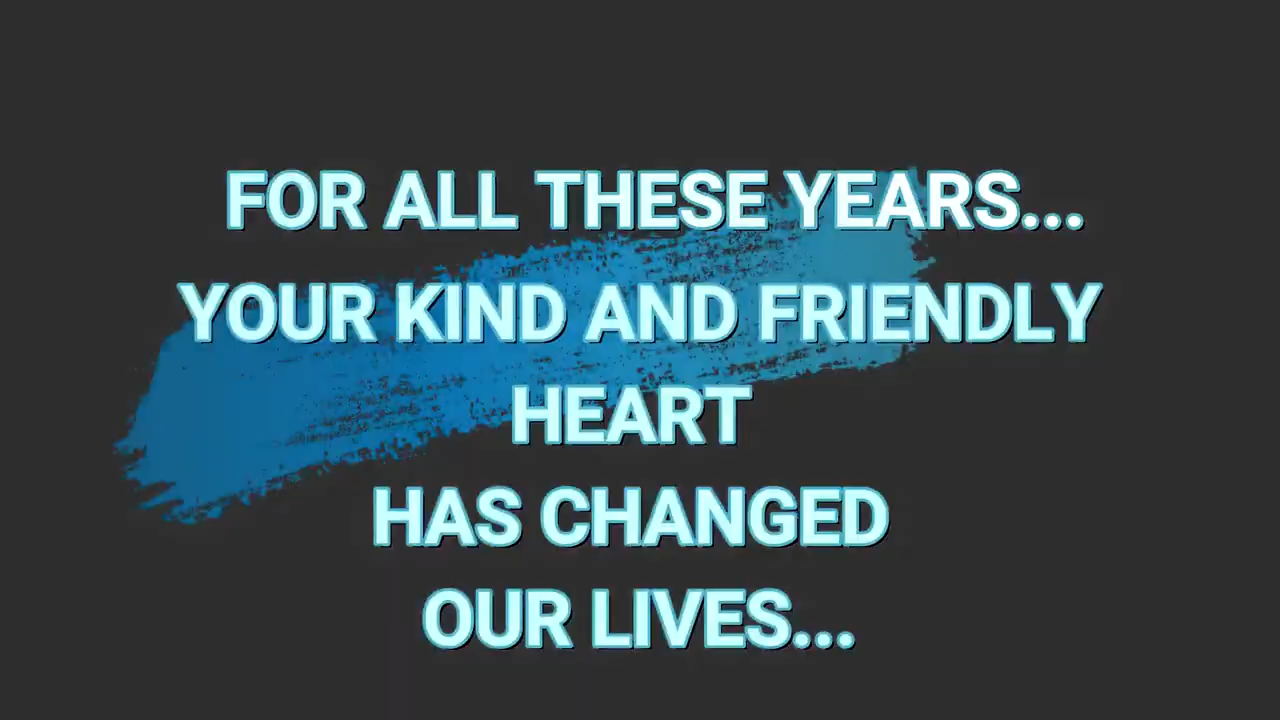 FOR ALL THESE YEARS...
YOUR KIND AND FRIENDLY
HEART
HAS CHANGED
OUR LIVES...